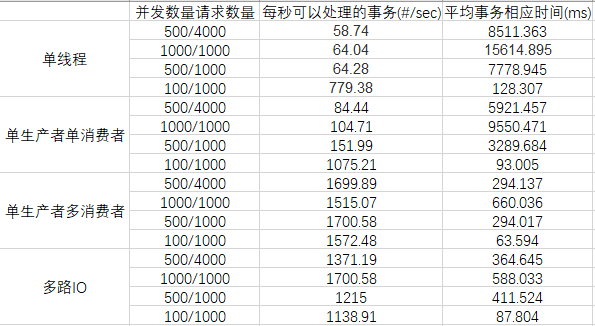 并发数量请求数量 每秒可以处理的事务(#/sec) 平均事务相应时间(ms)
单线程
500/4000 58.74 8511.363
1000/1000 64.04 15614.895
500/1000 64.28 7778.945
100/1000 779.38 128.307
单生产者单消费者
500/4000 84.44 5921.457
1000/1000 104.71 9550.471
500/1000 151.99 3289.684
100/1000 1075.21 93.005
单生产者多消费者
500/4000 1699.89 294.137
1000/1000 1515.07 660.036
500/1000 1700.58 294.017
100/1000 1572.48 63.594
多路IO
500/4000 1371.19 364.645
1000/1000 1700.58 588.033
500/1000 1215 411.524
100/1000 1138.91 87.804